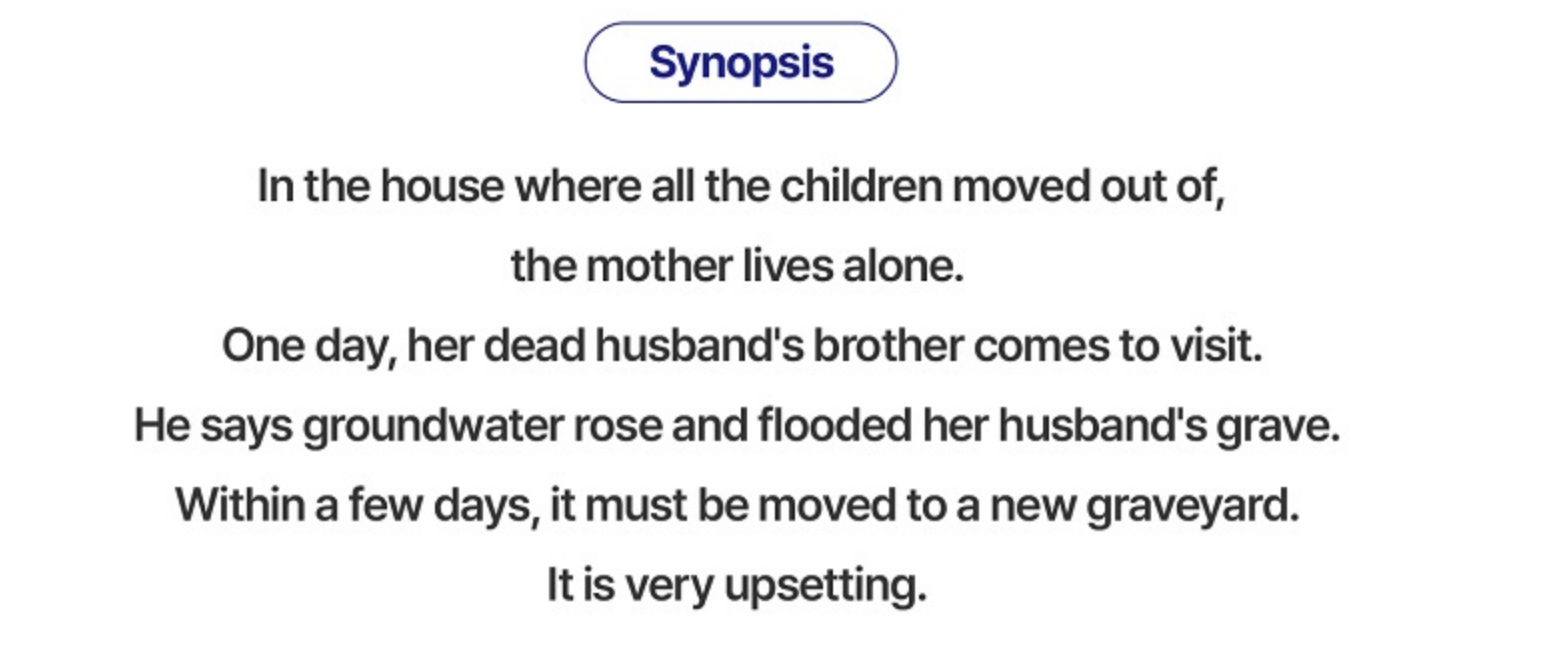 Synopsis
In the house where all the children moved out of,
the mother lives alone.
One day, her dead husband's brother comes to visit.
He says groundwater rose and flooded her husband's grave.
Within a few days, it must be moved to a new graveyard.
It is very upsetting.